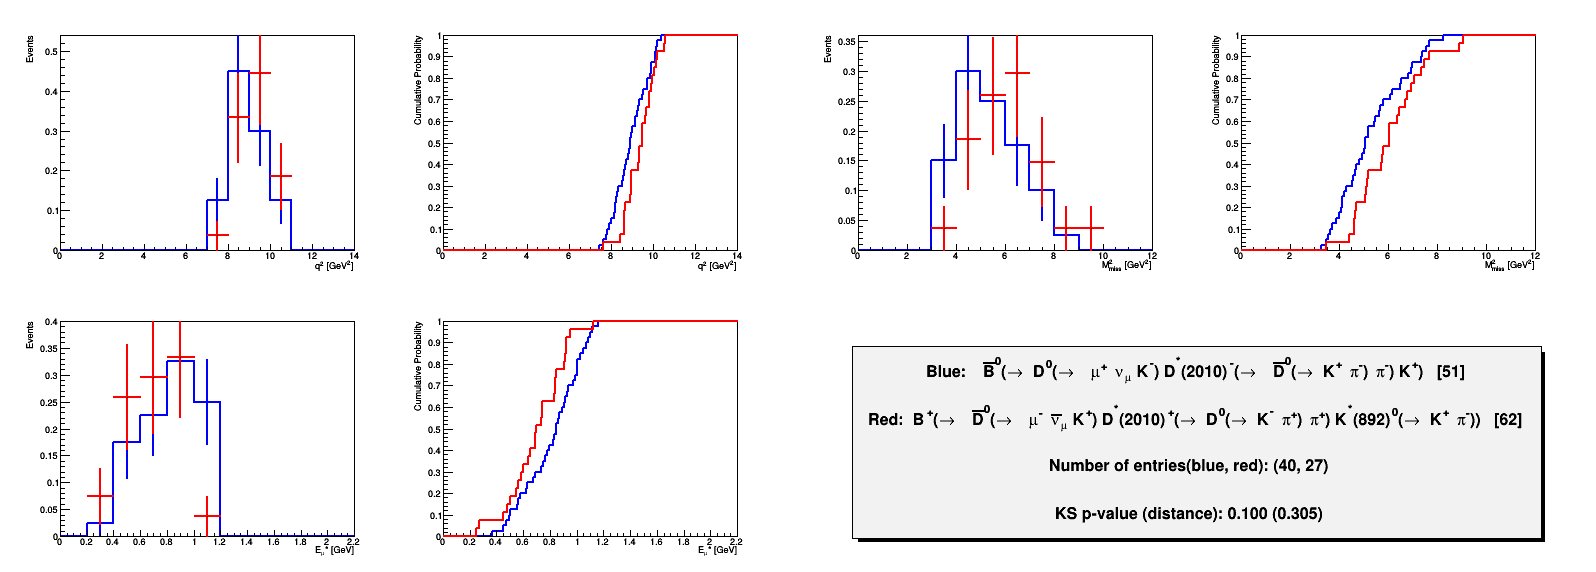 Events
0.5
0.4
0.3
0.2
0.1
0
0 2 4 6 8 10 12 14
q² [GeV²]
Cumulative Probability
1
0.9
0.8
0.7
0.6
0.5
0.4
0.3
0.2
0.1
0
0 2 4 6 8 10 12 14
q² [GeV²]
Events
0.35
0.3
0.25
0.2
0.15
0.1
0.05
0
0 2 4 6 8 10 12
M²miss [GeV²]
Cumulative Probability
1
0.9
0.8
0.7
0.6
0.5
0.4
0.3
0.2
0.1
0
0 2 4 6 8 10 12
M²miss [GeV²]
Events
0.4
0.35
0.3
0.25
0.2
0.15
0.1
0.05
0
0 0.2 0.4 0.6 0.8 1 1.2 1.4 1.6 1.8 2 2.2
Eμ* [GeV]
Cumulative Probability
1
0.9
0.8
0.7
0.6
0.5
0.4
0.3
0.2
0.1
0
0 0.2 0.4 0.6 0.8 1 1.2 1.4 1.6 1.8 2 2.2
Eμ* [GeV]
Blue: B̅⁰(→ D⁰(→ μ⁺ νμ K⁻) D*(2010)⁻(→ D̅⁰(→ K⁺ π⁻) π⁻) K⁺) [51]
Red: B⁺(→ D̅⁰(→ μ⁻ ν̅μ K⁺) D*(2010)⁺(→ D⁰(→ K⁻ π⁺) π⁺) K*(892)⁰(→ K⁺ π⁻)) [62]
Number of entries(blue, red): (40, 27)
KS p-value (distance): 0.100 (0.305)